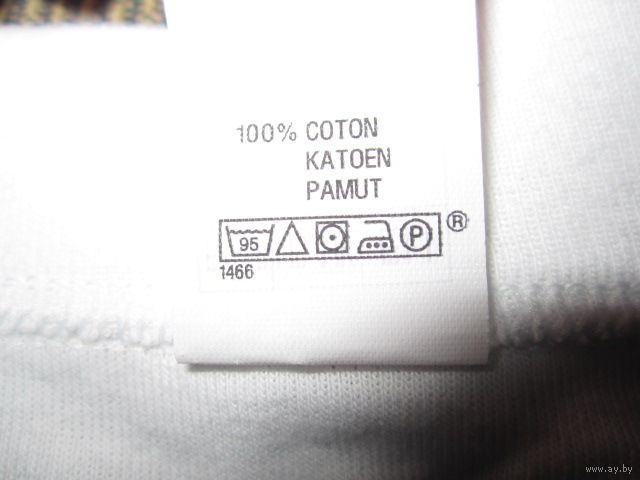 100% COTON
KATOEN
PAMUT
95 P ®
1466
www.ay.by